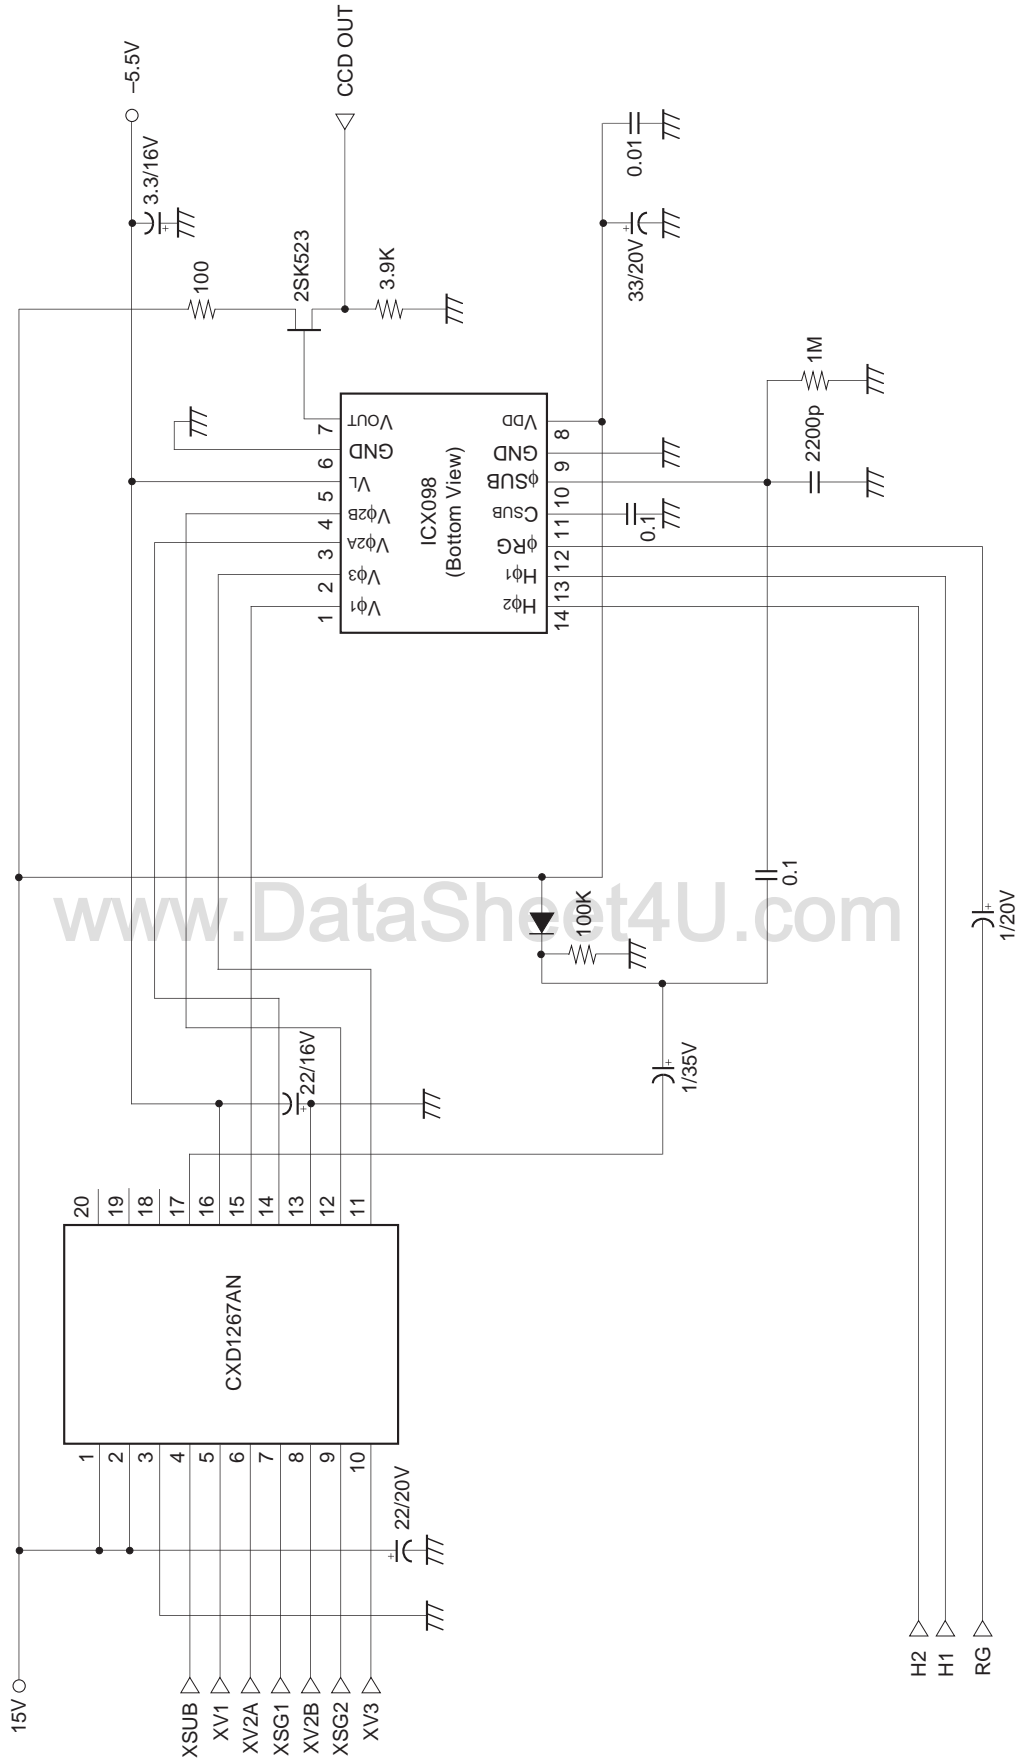 15V
XSUB
XV1
XV2A
XSG1
XV2B
XSG2
XV3
22/20V
1
2
3
4
5
6
7
8
9
10
CXD1267AN
20
19
18
17
16
15
14
13
12
11
22/16V
1/35V
100K
0.1
1/20V
H2
H1
RG
www.DataSheet4U.com
1 Vϕ1
2 Vϕ3
3 Vϕ2A
4 Vϕ2B
5 VL
6 GND
7 VOUT
ICX098
(Bottom View)
14 Hϕ2
13 Hϕ1
12 ϕRG
11 CSUB
10 ϕSUB
9 GND
8 VDD
0.1
2200p
1M
100
2SK523
3.9K
3.3/16V
33/20V
0.01
–5.5V
CCD OUT